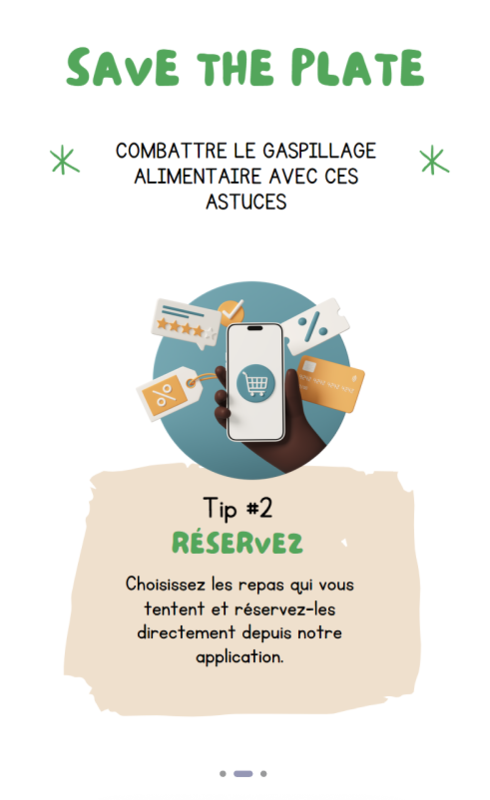 SAVE THE PLATE
COMBATTRE LE GASPILLAGE
ALIMENTAIRE AVEC CES
ASTUCES
Tip #2
RÉSERVEZ
Choisissez les repas qui vous
tentent et réservez-les
directement depuis notre
application.